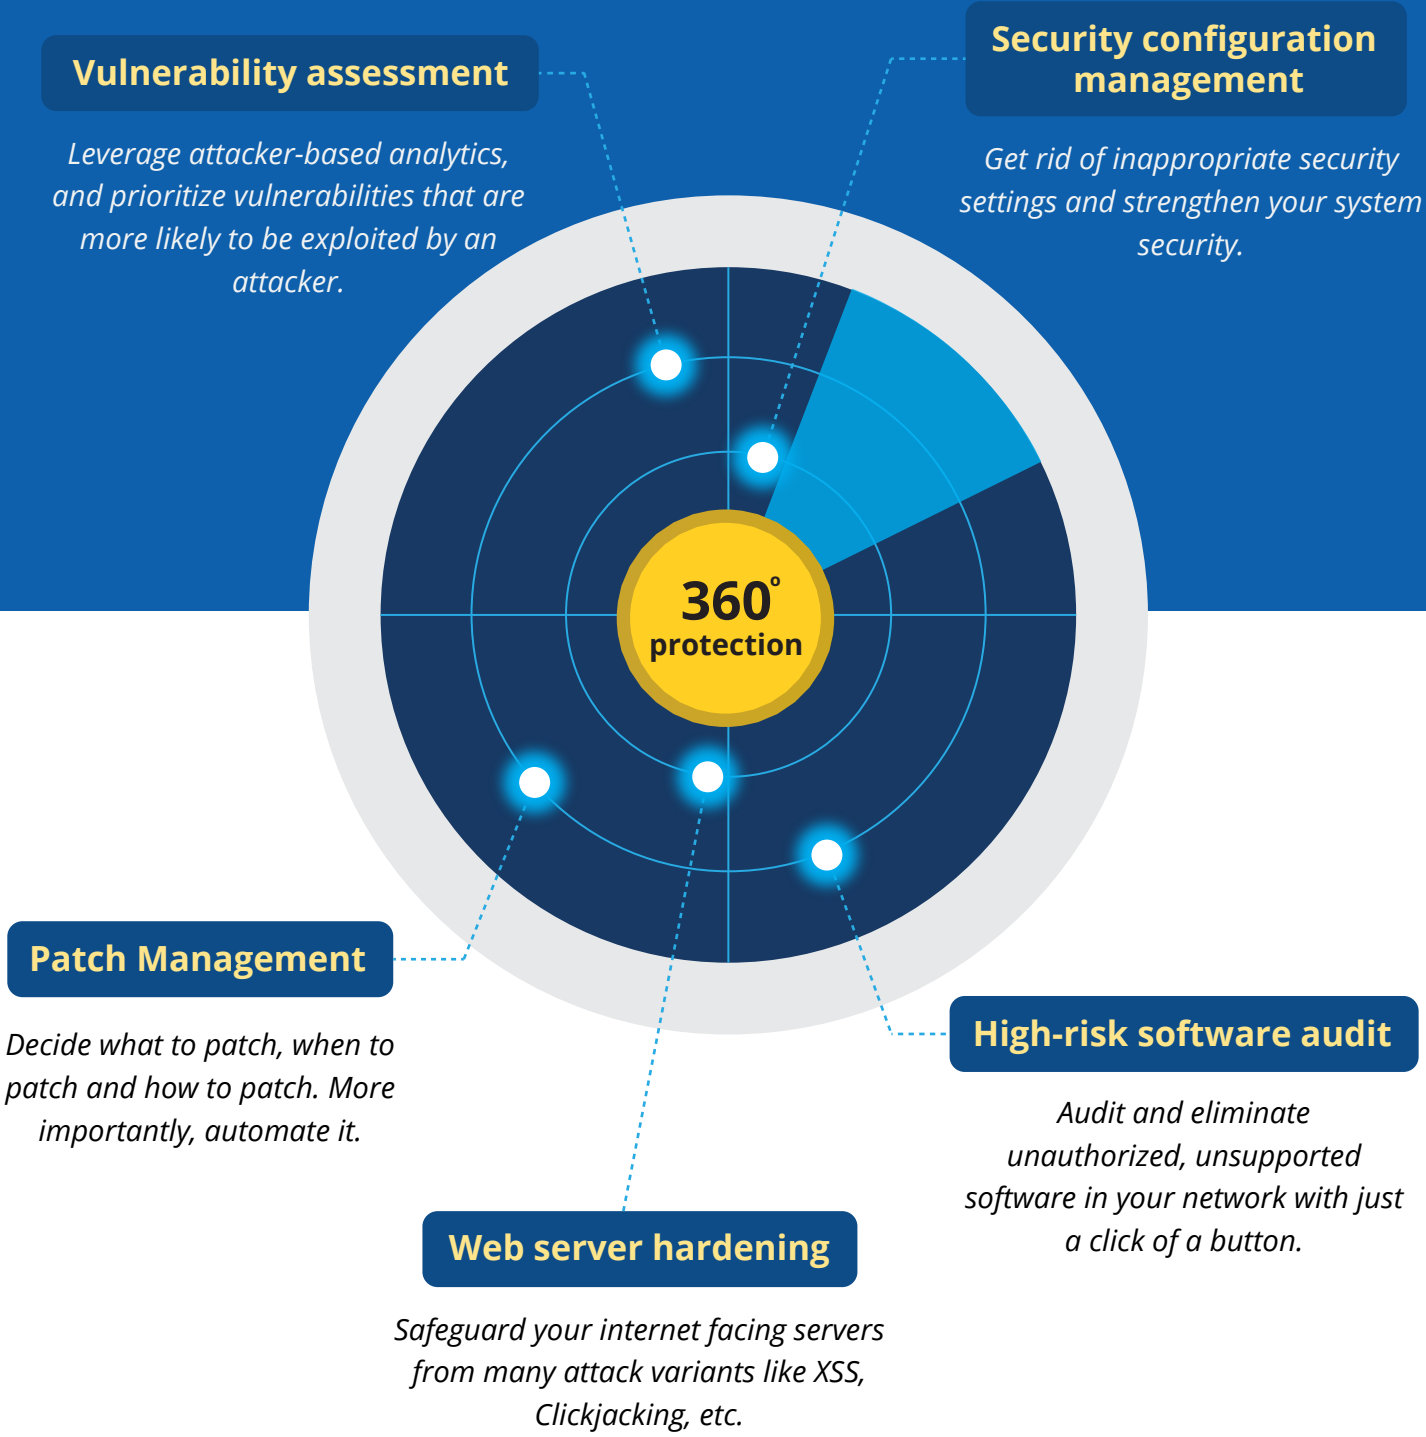 Vulnerability assessment
Leverage attacker-based analytics,
and prioritize vulnerabilities that are
more likely to be exploited by an
attacker.
Security configuration
management
Get rid of inappropriate security
settings and strengthen your system
security.
360º
protection
Patch Management
Decide what to patch, when to
patch and how to patch. More
importantly, automate it.
High-risk software audit
Audit and eliminate
unauthorized, unsupported
software in your network with just
a click of a button.
Web server hardening
Safeguard your internet facing servers
from many attack variants like XSS,
Clickjacking, etc.